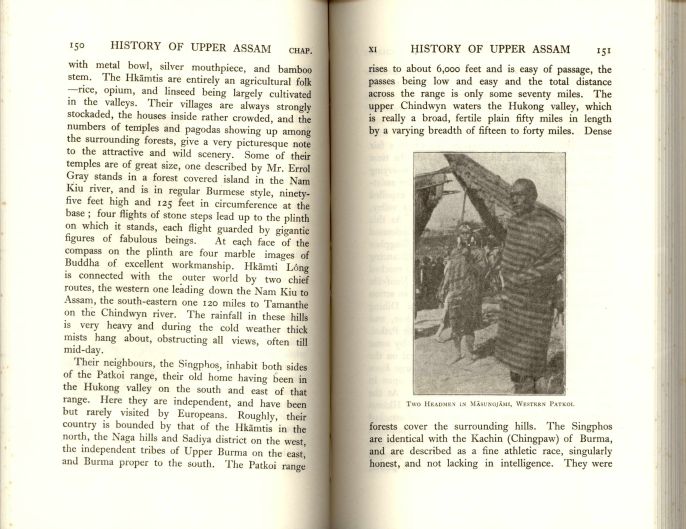 150 HISTORY OF UPPER ASSAM CHAP.
with metal bowl, silver mouthpiece, and bamboo
stem. The Hkāmtis are entirely an agricultural folk
—rice, opium, and linseed being largely cultivated
in the valleys. Their villages are always strongly
stockaded, the houses inside rather crowded, and the
numbers of temples and pagodas showing up among
the surrounding forests, give a very picturesque note
to the attractive and wild scenery. Some of their
temples are of great size, one described by Mr. Errol
Gray stands in a forest covered island in the Nam
Kiu river, and is in regular Burmese style, ninety-
five feet high and 125 feet in circumference at the
base ; four flights of stone steps lead up to the plinth
on which it stands, each flight guarded by gigantic
figures of fabulous beings. At each face of the
compass on the plinth are four marble images of
Buddha of excellent workmanship. Hkāmti Lông
is connected with the outer world by two chief
routes, the western one leading down the Nam Kiu to
Assam, the south-eastern one 120 miles to Tamanthe
on the Chindwyn river. The rainfall in these hills
is very heavy and during the cold weather thick
mists hang about, obstructing all views, often till
mid-day.
Their neighbours, the Singphos, inhabit both sides
of the Patkoi range, their old home having been in
the Hukong valley on the south and east of that
range. Here they are independent, and have been
but rarely visited by Europeans. Roughly, their
country is bounded by that of the Hkāmtis in the
north, the Naga hills and Sadiya district on the west,
the independent tribes of Upper Burma on the east,
and Burma proper to the south. The Patkoi range
XI HISTORY OF UPPER ASSAM 151
rises to about 6,000 feet and is easy of passage, the
passes being low and easy and the total distance
across the range is only some seventy miles. The
upper Chindwyn waters the Hukong valley, which
is really a broad, fertile plain fifty miles in length
by a varying breadth of fifteen to forty miles. Dense
Two Headmen in Māsungjāmi, Western Patkoi.
forests cover the surrounding hills. The Singphos
are identical with the Kachin (Chingpaw) of Burma,
and are described as a fine athletic race, singularly
honest, and not lacking in intelligence. They were